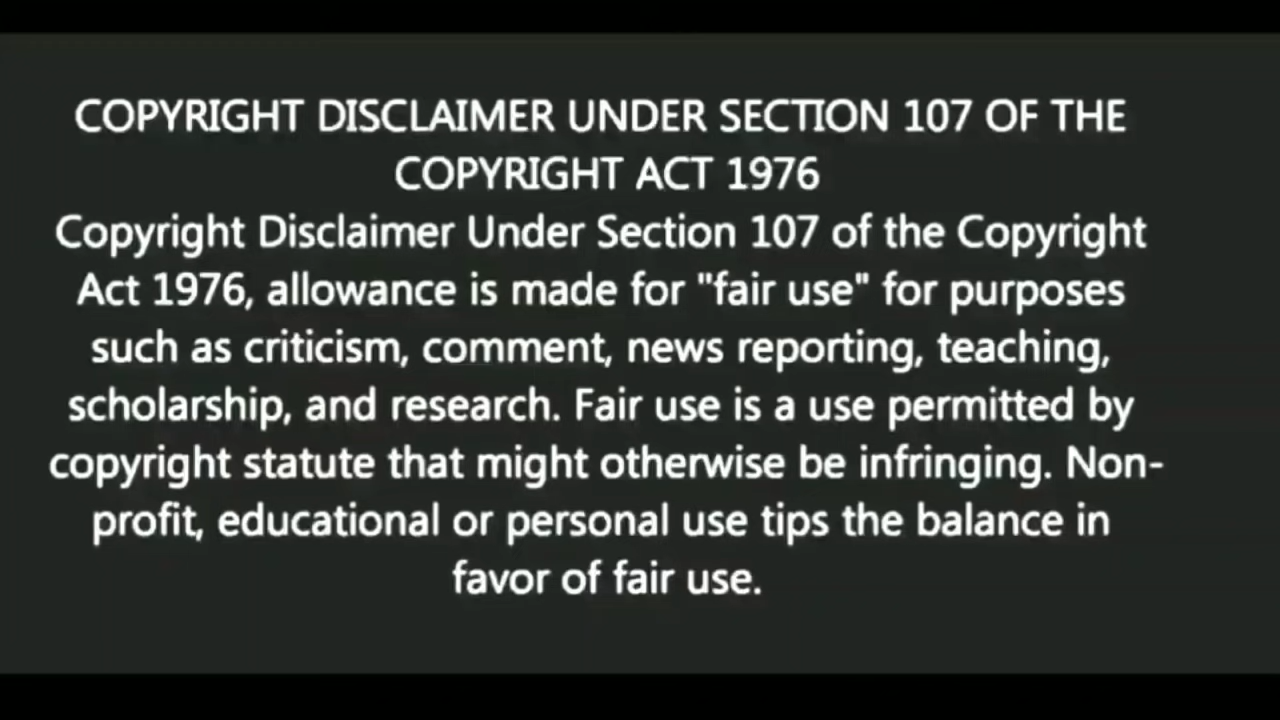 COPYRIGHT DISCLAIMER UNDER SECTION 107 OF THE
COPYRIGHT ACT 1976
Copyright Disclaimer Under Section 107 of the Copyright
Act 1976, allowance is made for "fair use" for purposes
such as criticism, comment, news reporting, teaching,
scholarship, and research. Fair use is a use permitted by
copyright statute that might otherwise be infringing. Non-
profit, educational or personal use tips the balance in
favor of fair use.